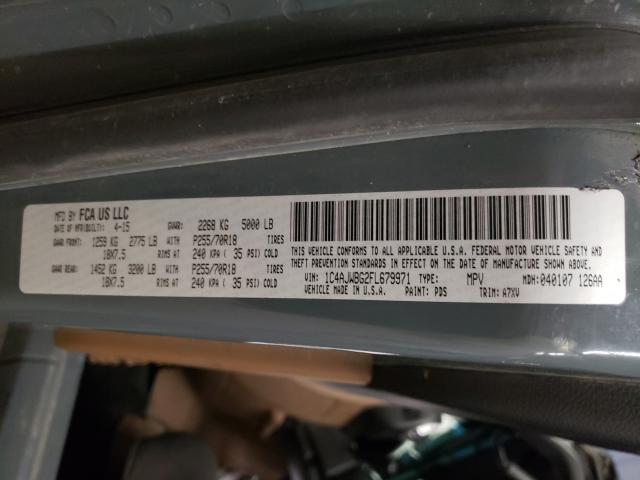 MFD BY FCA US LLC
DATE OF MFR(BUILT): 4-15 GVWR: 2268 KG 5000 LB
GAWR FRONT: 1259 KG 2775 LB WITH P255/70R18 TIRES
18X7.5 RIMS AT 240 KPA ( 35 PSI) COLD
GAWR REAR: 1452 KG 3200 LB WITH P255/70R18 TIRES
18X7.5 RIMS AT 240 KPA ( 35 PSI) COLD
THIS VEHICLE CONFORMS TO ALL APPLICABLE U.S.A. FEDERAL MOTOR VEHICLE SAFETY AND
THEFT PREVENTION STANDARDS IN EFFECT ON THE DATE OF MANUFACTURE SHOWN ABOVE.
VIN: 1C4AJWBG2FL679971 TYPE: MPV MDH: 040107 126AA
VEHICLE MADE IN U.S.A. PAINT: PDS TRIM: A7XV